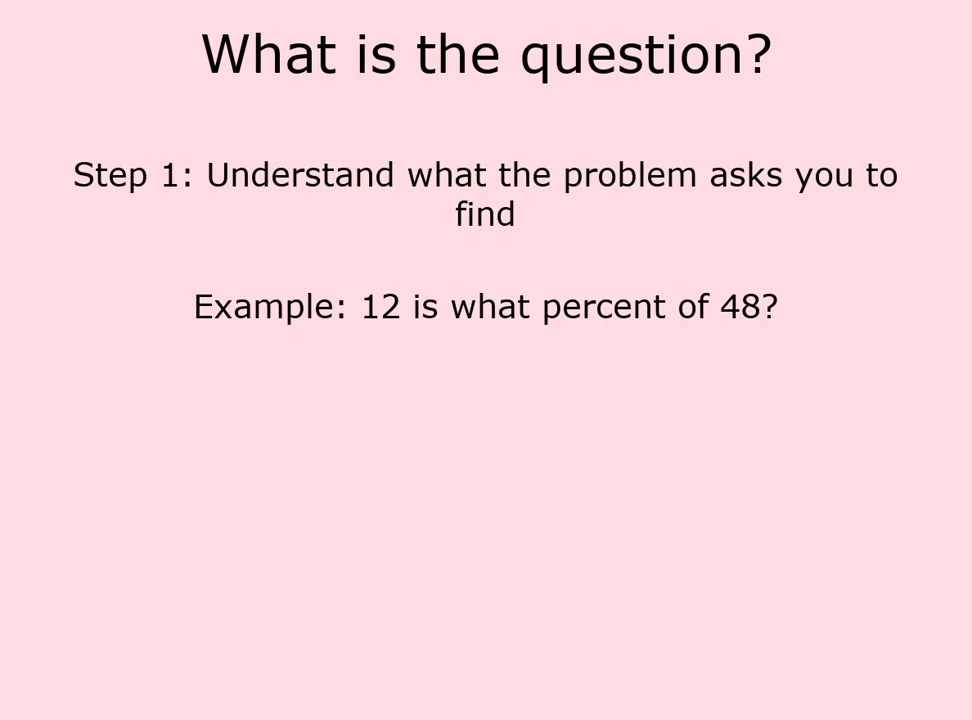 What is the question?
Step 1: Understand what the problem asks you to
find
Example: 12 is what percent of 48?